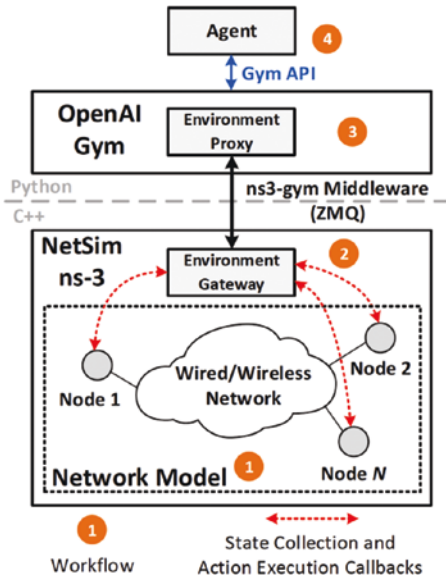 Agent
4
Gym API
OpenAI
Gym
Environment
Proxy
3
Python
ns3-gym Middleware
C++
(ZMQ)
NetSim
ns-3
Environment
Gateway
2
Wired/Wireless
Network
Node 1
Node 2
Node N
Network Model
1
1
Workflow
State Collection and
Action Execution Callbacks